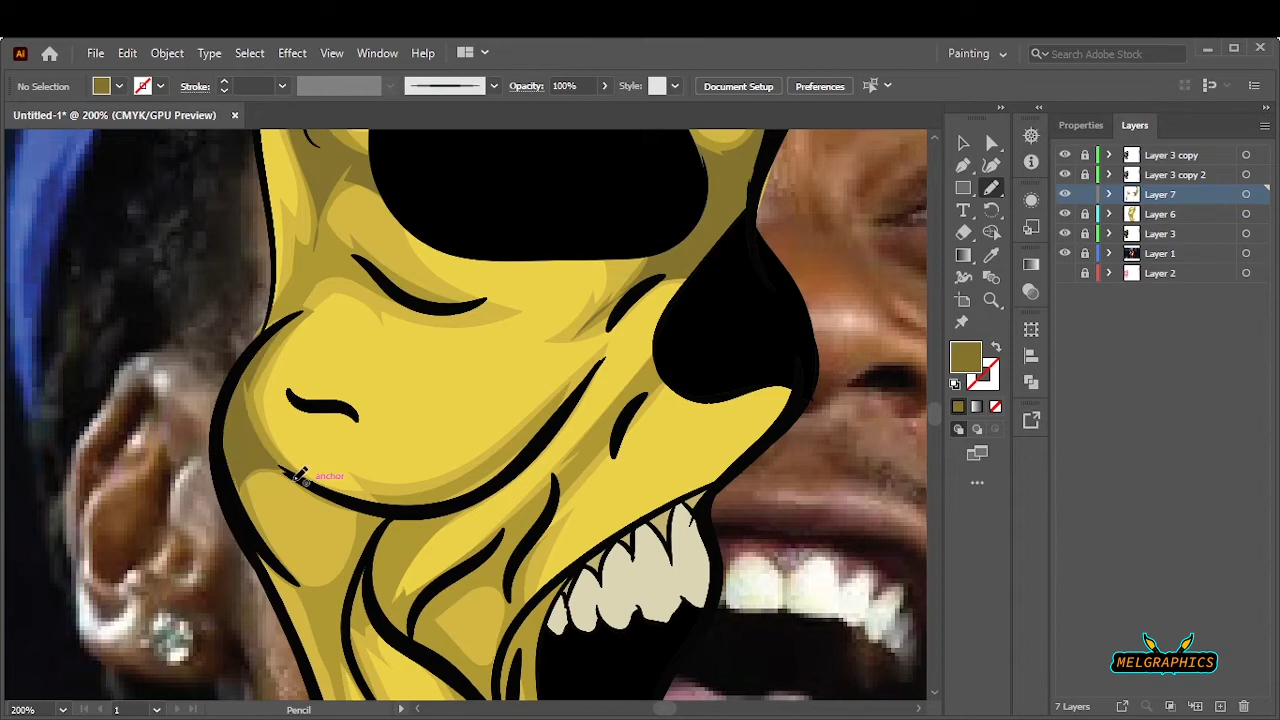 Ai File Edit Object Type Select Effect View Window Help Painting Search Adobe Stock
No Selection Stroke: Opacity: 100% Style: Document Setup Preferences
Untitled-1* @ 200% (CMYK/GPU Preview) × Properties Layers
Layer 3 copy
Layer 3 copy 2
Layer 7
Layer 6
Layer 3
Layer 1
Layer 2
anchor
MELGRAPHICS
200% 1 Pencil 7 Layers